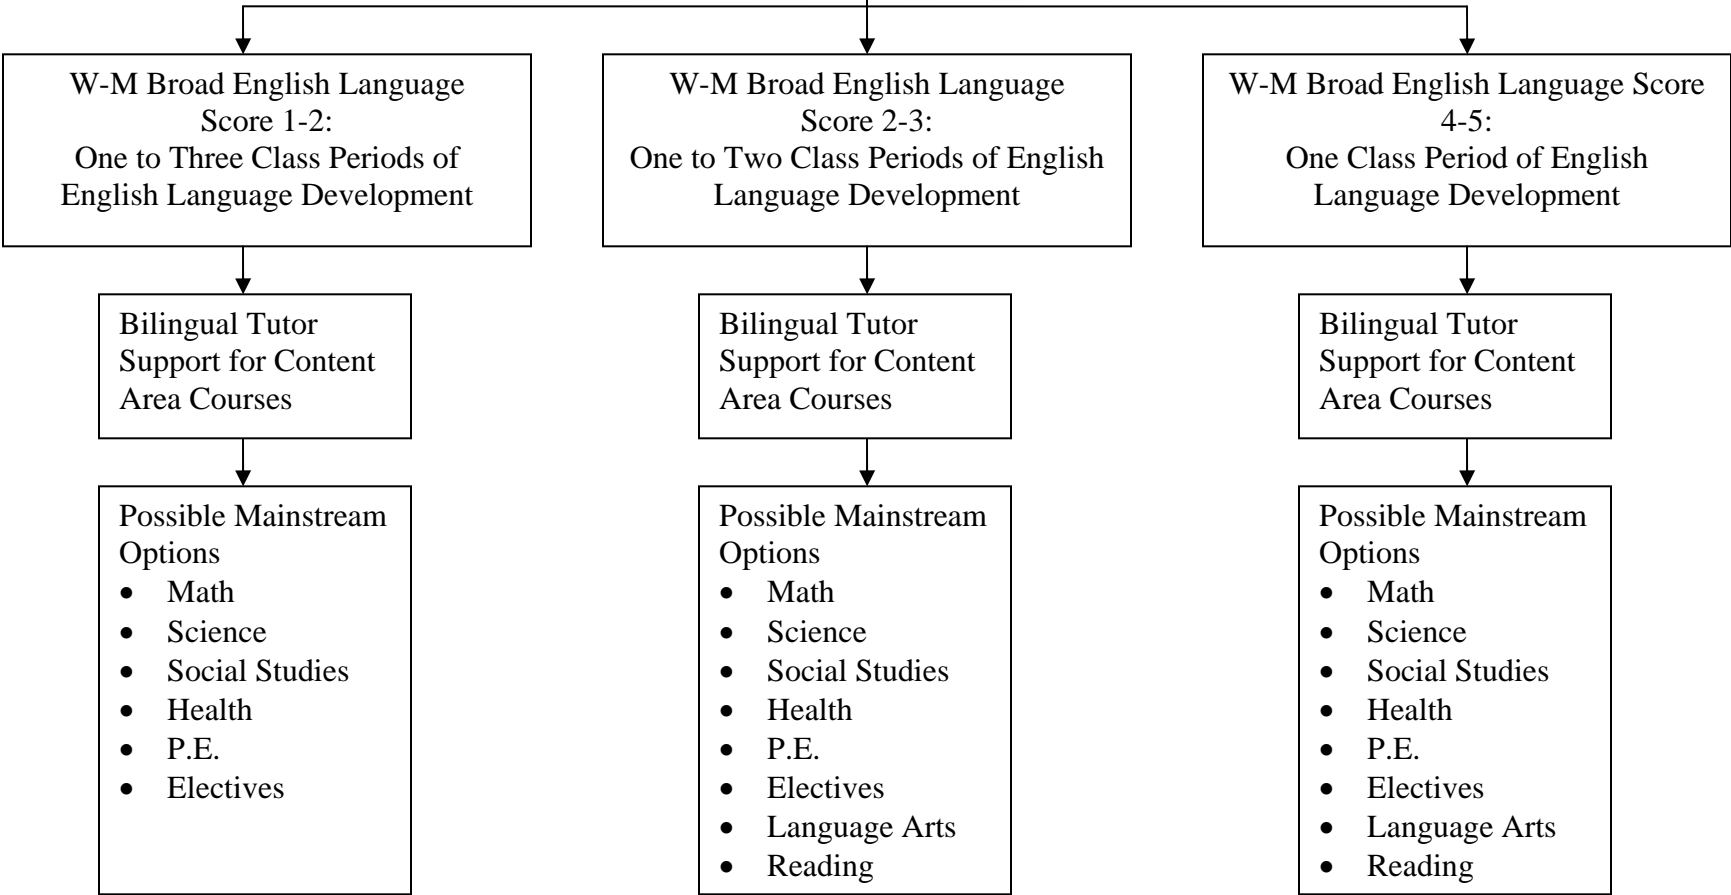 W-M Broad English Language
Score 1-2:
One to Three Class Periods of
English Language Development
W-M Broad English Language
Score 2-3:
One to Two Class Periods of English
Language Development
W-M Broad English Language Score
4-5:
One Class Period of English
Language Development
Bilingual Tutor
Support for Content
Area Courses
Bilingual Tutor
Support for Content
Area Courses
Bilingual Tutor
Support for Content
Area Courses
Possible Mainstream
Options
• Math
• Science
• Social Studies
• Health
• P.E.
• Electives
Possible Mainstream
Options
• Math
• Science
• Social Studies
• Health
• P.E.
• Electives
• Language Arts
• Reading
Possible Mainstream
Options
• Math
• Science
• Social Studies
• Health
• P.E.
• Electives
• Language Arts
• Reading